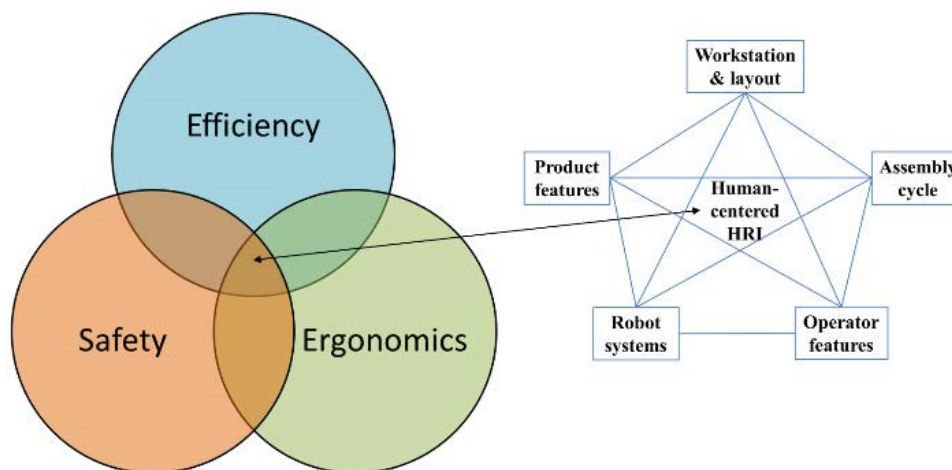 Efficiency
Safety
Ergonomics
Workstation
& layout
Product
features
Assembly
cycle
Human-
centered
HRI
Robot
systems
Operator
features